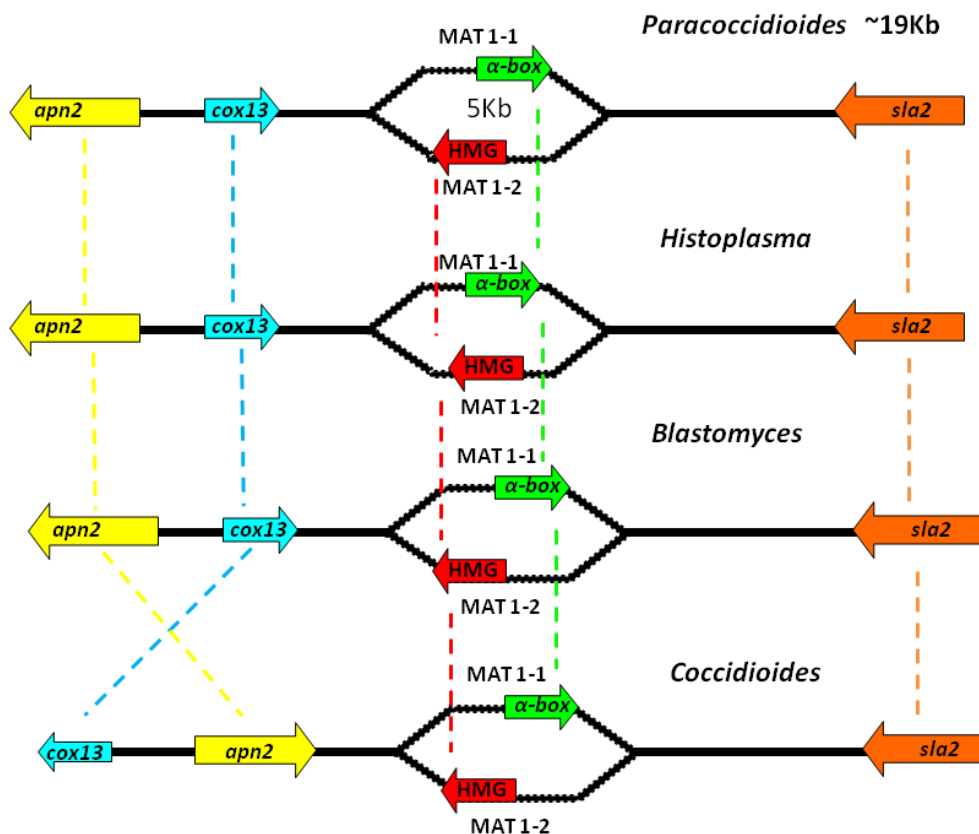 MAT 1-1
Paracoccidioides ~19Kb
apn2 cox13 α-box sla2
5Kb
HMG
MAT 1-2
Histoplasma
MAT 1-1
α-box
apn2 cox13 sla2
HMG
MAT 1-2
Blastomyces
MAT 1-1
α-box
apn2 cox13 sla2
HMG
MAT 1-2
MAT 1-1 Coccidioides
α-box
cox13 apn2 sla2
HMG
MAT 1-2